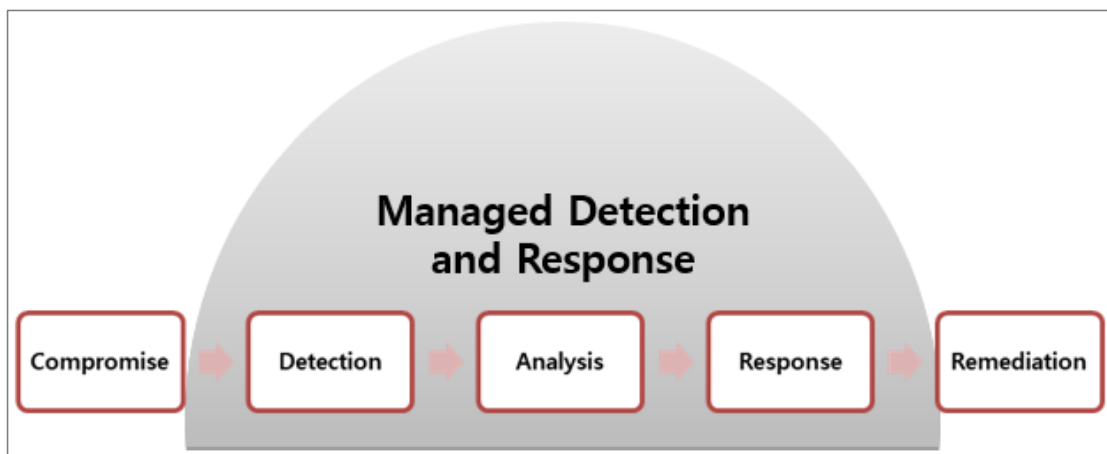 Managed Detection
and Response
Compromise
Detection
Analysis
Response
Remediation